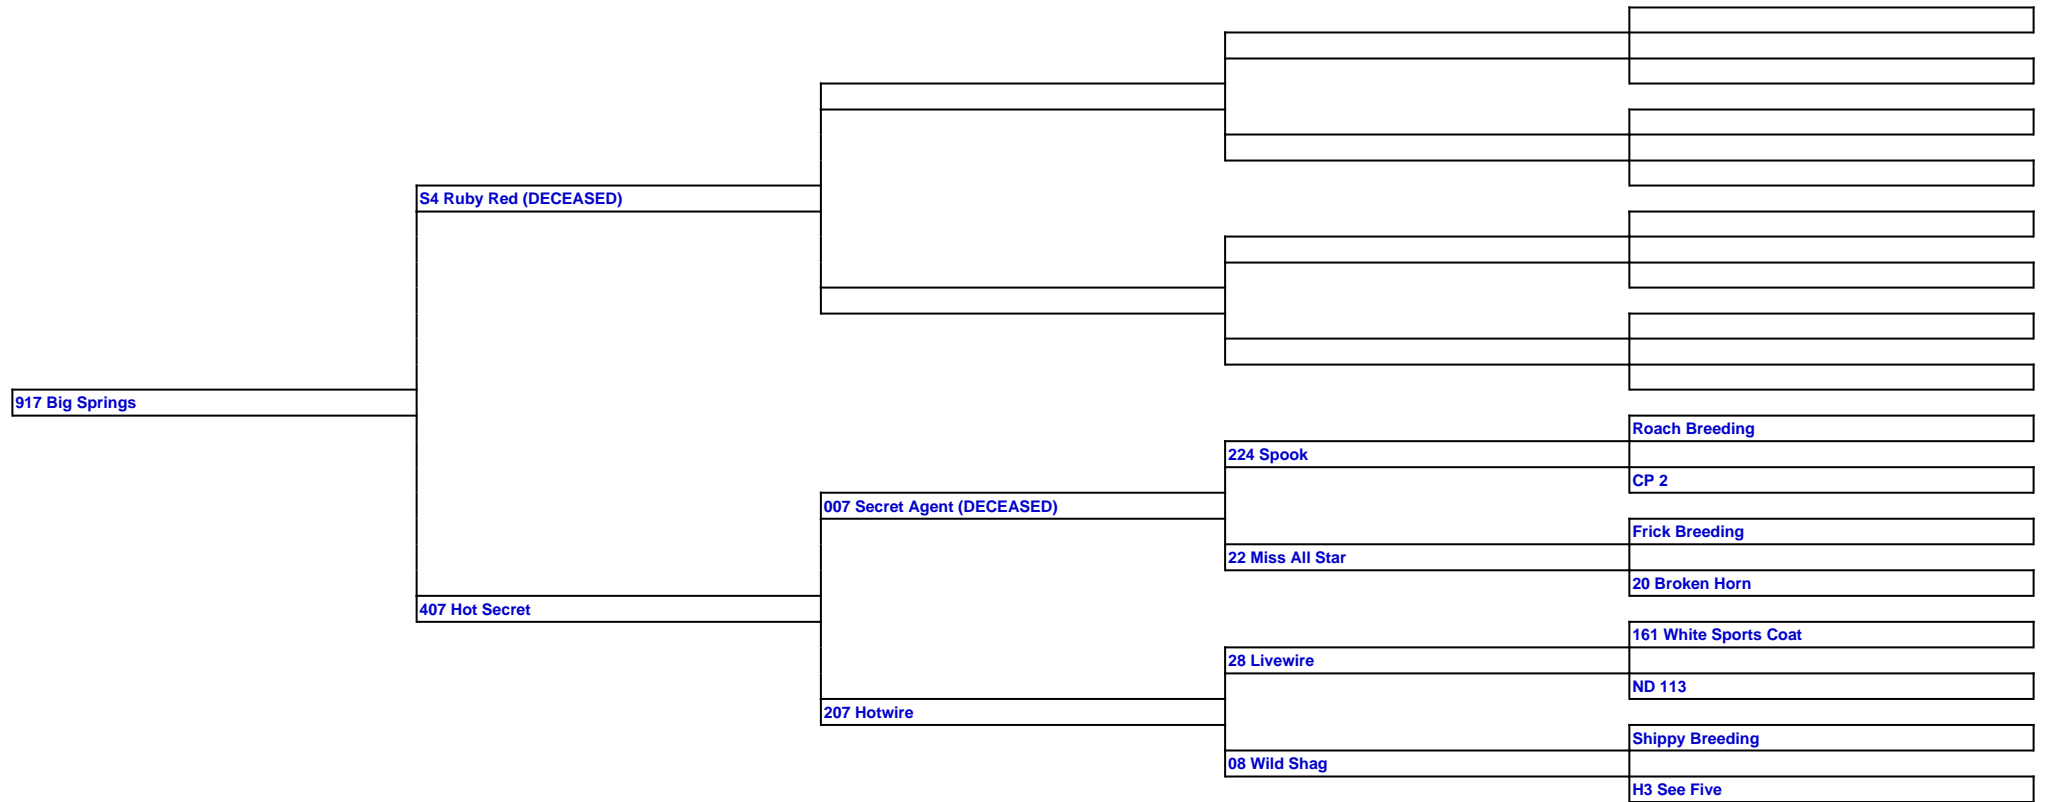 S4 Ruby Red (DECEASED)
917 Big Springs
Roach Breeding
224 Spook
CP 2
007 Secret Agent (DECEASED)
Frick Breeding
22 Miss All Star
20 Broken Horn
407 Hot Secret
161 White Sports Coat
28 Livewire
ND 113
207 Hotwire
Shippy Breeding
08 Wild Shag
H3 See Five